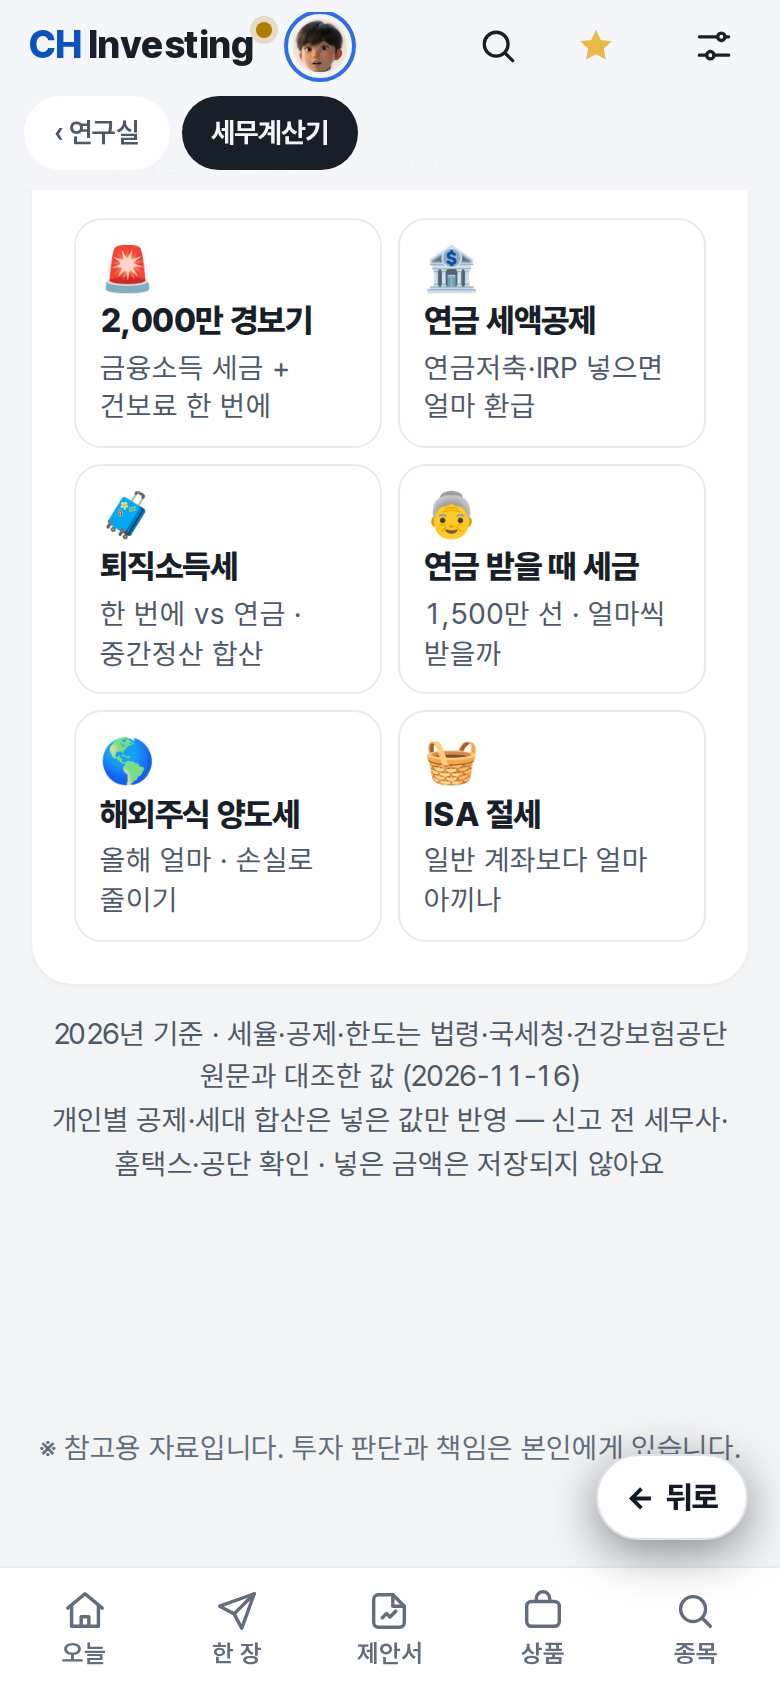 CH Investing
‹ 연구실
세무계산기
2,000만 경보기
금융소득 세금 +
건보료 한 번에
연금 세액공제
연금저축·IRP 넣으면
얼마 환급
퇴직소득세
한 번에 vs 연금 ·
중간정산 합산
연금 받을 때 세금
1,500만 선 · 얼마씩
받을까
해외주식 양도세
올해 얼마 · 손실로
줄이기
ISA 절세
일반 계좌보다 얼마
아끼나
2026년 기준 · 세율·공제·한도는 법령·국세청·건강보험공단
원문과 대조한 값 (2026-11-16)
개인별 공제·세대 합산은 넣은 값만 반영 — 신고 전 세무사·
홈택스·공단 확인 · 넣은 금액은 저장되지 않아요
※ 참고용 자료입니다. 투자 판단과 책임은 본인에게 있습니다.
← 뒤로
오늘
한 장
제안서
상품
종목